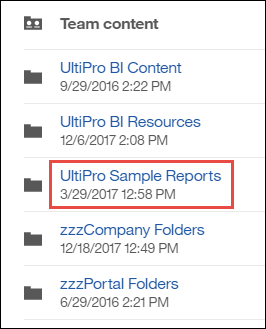 Team content
UltiPro BI Content
9/29/2016 2:22 PM
UltiPro BI Resources
12/6/2017 2:08 PM
UltiPro Sample Reports
3/29/2017 12:58 PM
zzzCompany Folders
12/18/2017 12:49 PM
zzzPortal Folders
6/29/2016 2:21 PM